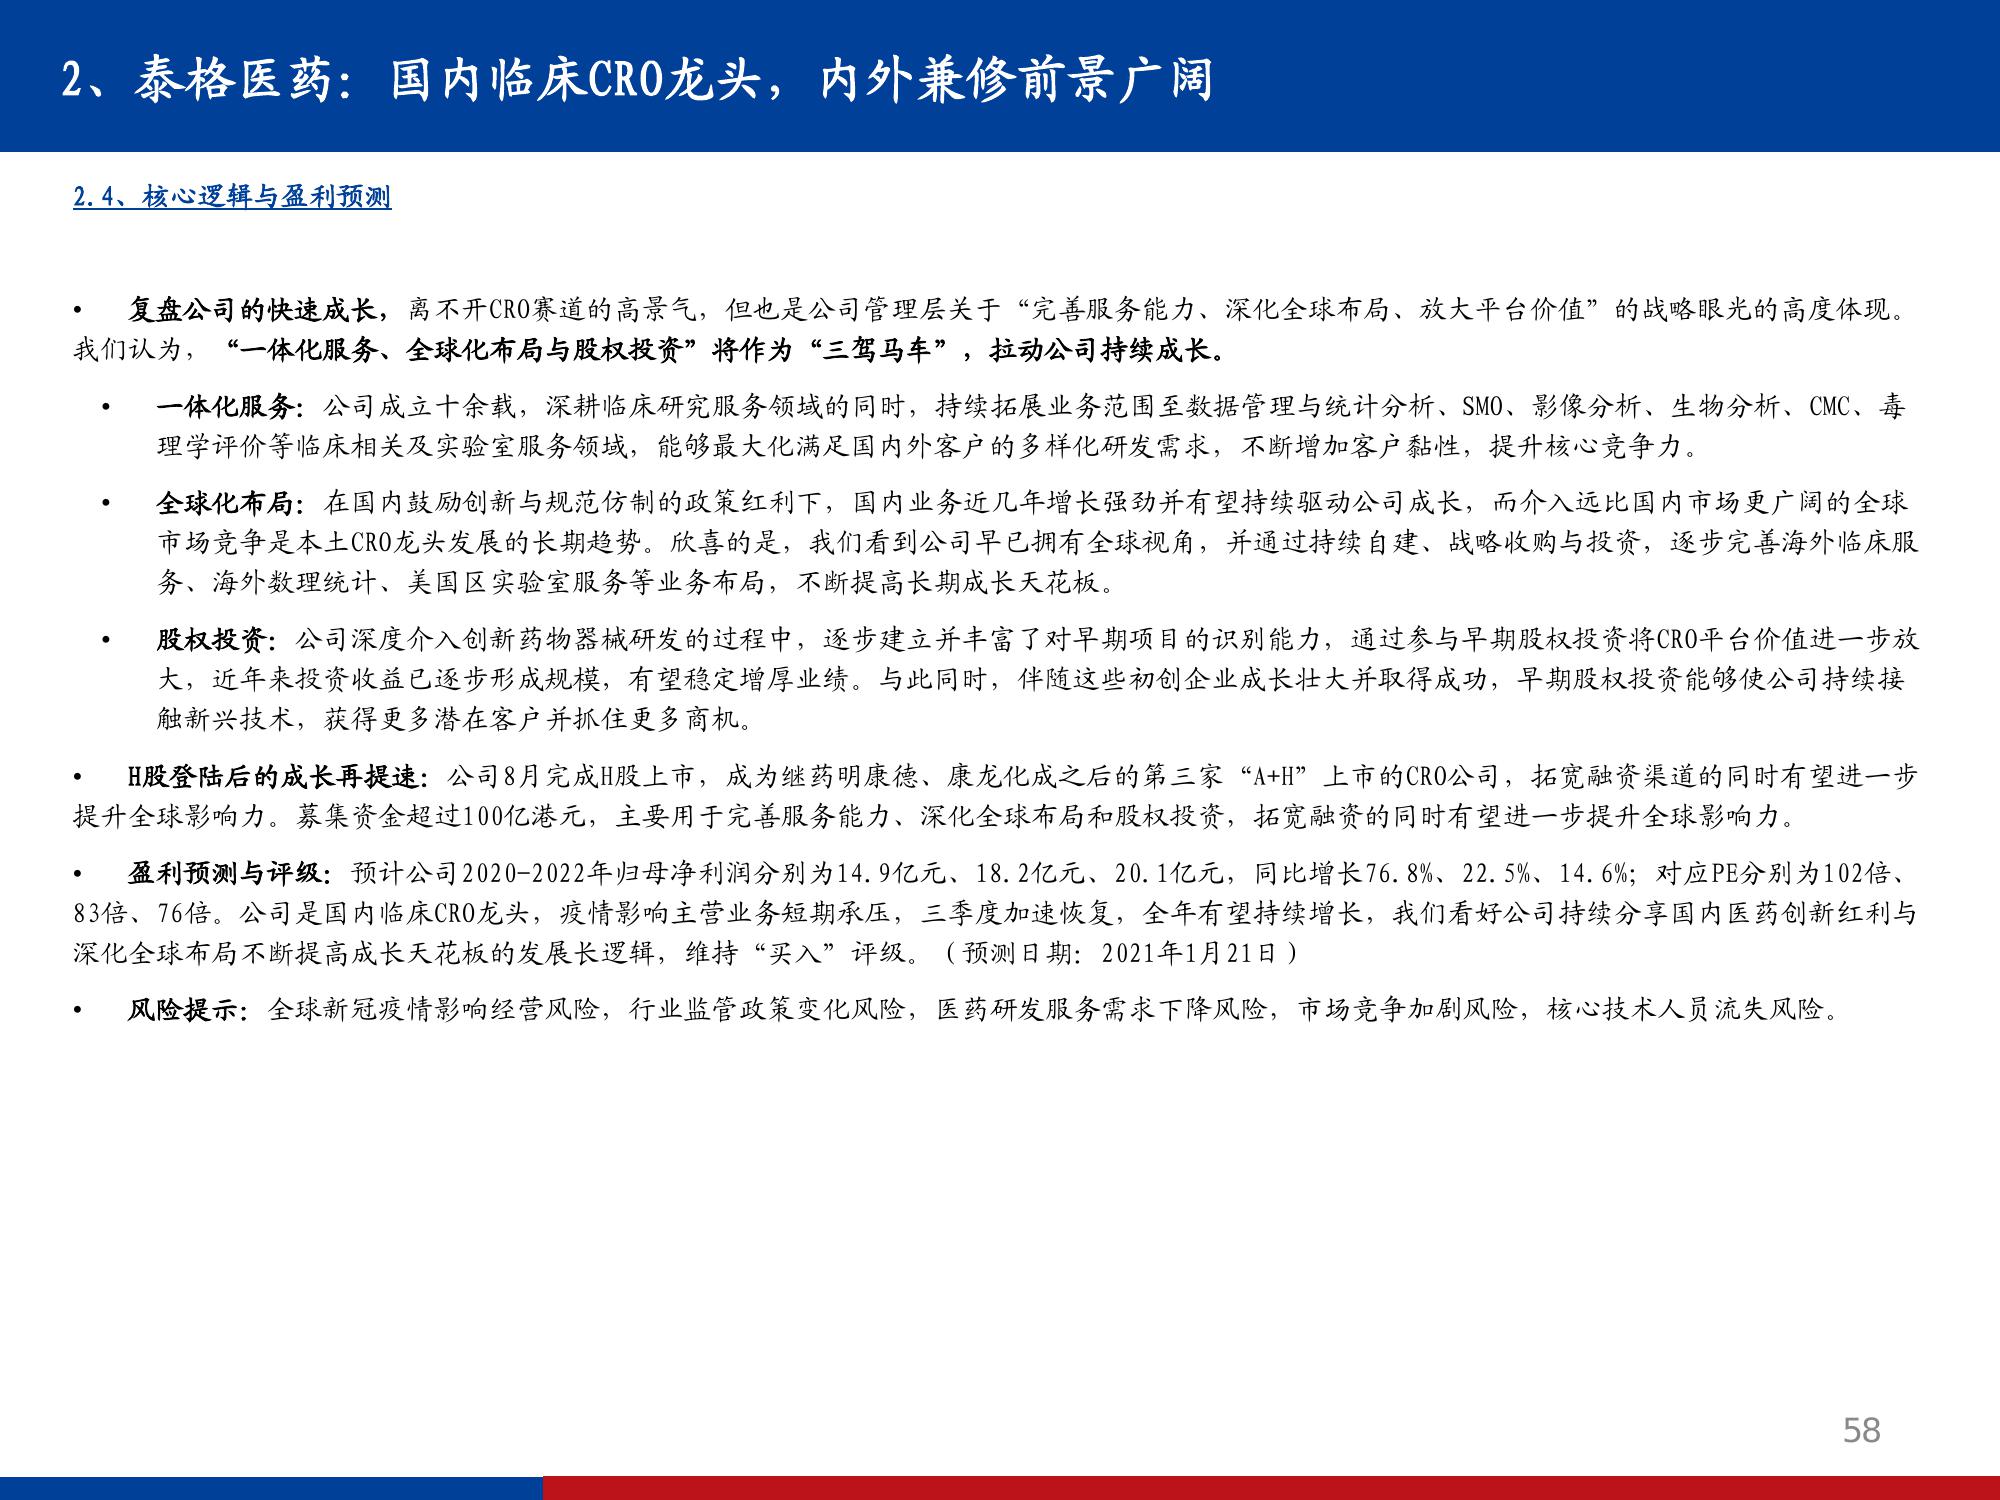 2、泰格医药：国内临床CRO龙头，内外兼修前景广阔
2.4、核心逻辑与盈利预测
• 复盘公司的快速成长，离不开CRO赛道的高景气，但也是公司管理层关于“完善服务能力、深化全球布局、放大平台价值”的战略眼光的高度体现。
我们认为，“一体化服务、全球化布局与股权投资”将作为“三驾马车”，拉动公司持续成长。
• 一体化服务：公司成立十余载，深耕临床研究服务领域的同时，持续拓展业务范围至数据管理与统计分析、SMO、影像分析、生物分析、CMC、毒
理学评价等临床相关及实验室服务领域，能够最大化满足国内外客户的多样化研发需求，不断增加客户黏性，提升核心竞争力。
• 全球化布局：在国内鼓励创新与规范仿制的政策红利下，国内业务近几年增长强劲并有望持续驱动公司成长，而介入远比国内市场更广阔的全球
市场竞争是本土CRO龙头发展的长期趋势。欣喜的是，我们看到公司早已拥有全球视角，并通过持续自建、战略收购与投资，逐步完善海外临床服
务、海外数理统计、美国区实验室服务等业务布局，不断提高长期成长天花板。
• 股权投资：公司深度介入创新药物器械研发的过程中，逐步建立并丰富了对早期项目的识别能力，通过参与早期股权投资将CRO平台价值进一步放
大，近年来投资收益已逐步形成规模，有望稳定增厚业绩。与此同时，伴随这些初创企业成长壮大并取得成功，早期股权投资能够使公司持续接
触新兴技术，获得更多潜在客户并抓住更多商机。
• H股登陆后的成长再提速：公司8月完成H股上市，成为继药明康德、康龙化成之后的第三家“A+H”上市的CRO公司，拓宽融资渠道的同时有望进一步
提升全球影响力。募集资金超过100亿港元，主要用于完善服务能力、深化全球布局和股权投资，拓宽融资的同时有望进一步提升全球影响力。
• 盈利预测与评级：预计公司2020-2022年归母净利润分别为14.9亿元、18.2亿元、20.1亿元，同比增长76.8%、22.5%、14.6%；对应PE分别为102倍、
83倍、76倍。公司是国内临床CRO龙头，疫情影响主营业务短期承压，三季度加速恢复，全年有望持续增长，我们看好公司持续分享国内医药创新红利与
深化全球布局不断提高成长天花板的发展长逻辑，维持“买入”评级。（预测日期：2021年1月21日）
• 风险提示：全球新冠疫情影响经营风险，行业监管政策变化风险，医药研发服务需求下降风险，市场竞争加剧风险，核心技术人员流失风险。
58